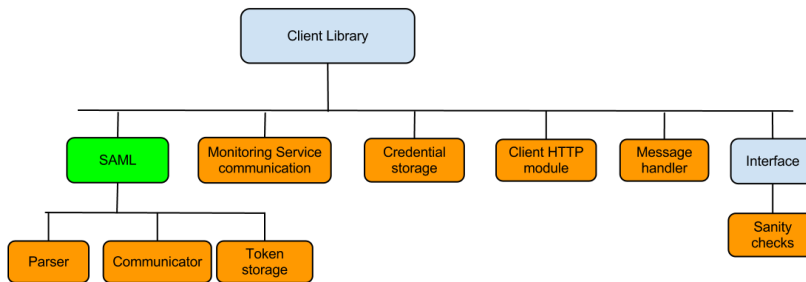 Client Library
SAML
Monitoring Service
communication
Credential
storage
Client HTTP
module
Message
handler
Interface
Parser
Communicator
Token
storage
Sanity
checks